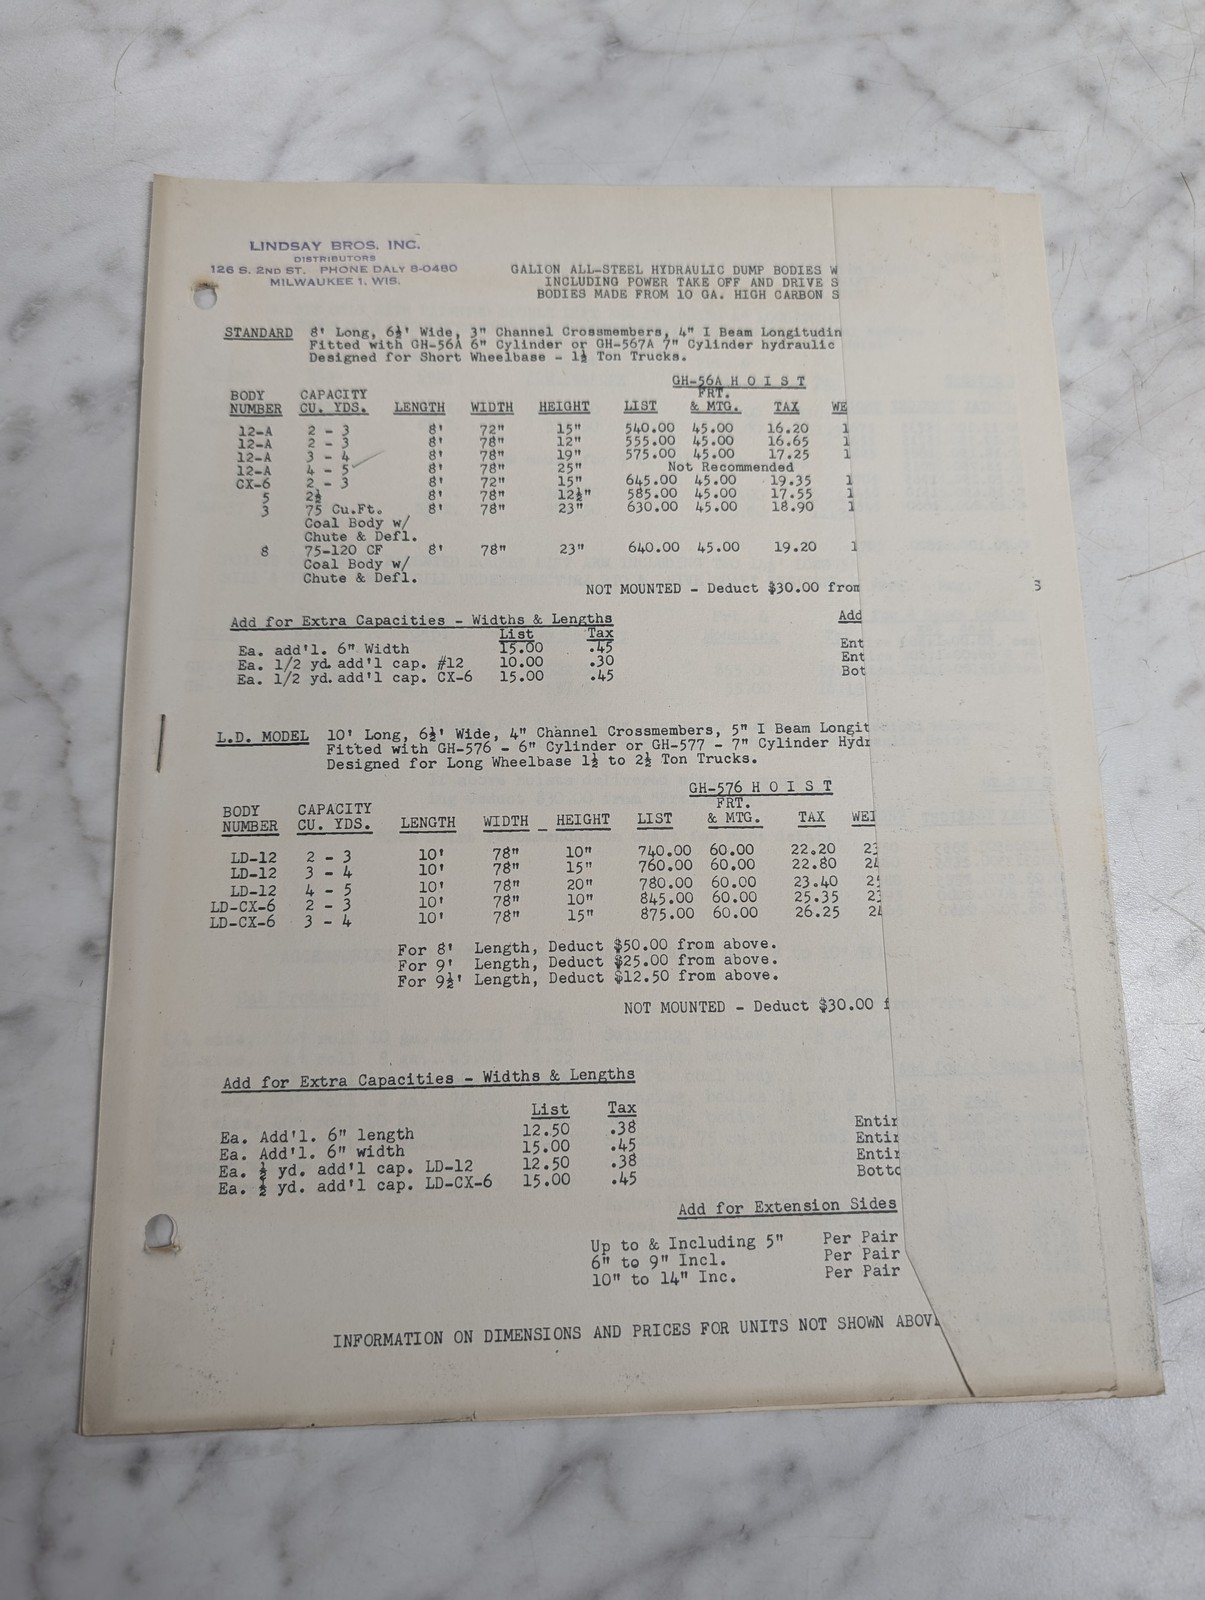 LINDSAY BROS. INC.
DISTRIBUTORS
126 S. 2ND ST. PHONE DALY 8-0480
MILWAUKEE 1, WIS.
GALION ALL-STEEL HYDRAULIC DUMP BODIES W
INCLUDING POWER TAKE OFF AND DRIVE S
BODIES MADE FROM 10 GA. HIGH CARBON S
STANDARD 8' Long, 6½' Wide, 3" Channel Crossmembers, 4" I Beam Longitudin
Fitted with GH-56A 6" Cylinder or GH-567A 7" Cylinder hydraulic
Designed for Short Wheelbase - 1½ Ton Trucks.
GH-56A H O I S T
BODY CAPACITY FRT.
NUMBER CU. YDS. LENGTH WIDTH HEIGHT LIST & MTG. TAX WE
12-A 2 - 3 8' 72" 15" 540.00 45.00 16.20 1
12-A 2 - 3 8' 78" 12" 555.00 45.00 16.65 1
12-A 3 - 4 8' 78" 19" 575.00 45.00 17.25 1
12-A 4 - 5 8' 78" 25" Not Recommended
CX-6 2 - 3 8' 72" 15" 645.00 45.00 19.35 1
5 2½ 8' 78" 12½" 585.00 45.00 17.55 1
3 75 Cu.Ft. 8' 78" 23" 630.00 45.00 18.90 1
Coal Body w/
Chute & Defl.
8 75-120 CF 8' 78" 23" 640.00 45.00 19.20 1
Coal Body w/
Chute & Defl.
NOT MOUNTED - Deduct $30.00 from
Add for Extra Capacities - Widths & Lengths Add
List Tax
Ea. add'l. 6" Width 15.00 .45 Ent
Ea. 1/2 yd. add'l cap. #12 10.00 .30 Ent
Ea. 1/2 yd. add'l cap. CX-6 15.00 .45 Bot
L.D. MODEL 10' Long, 6½' Wide, 4" Channel Crossmembers, 5" I Beam Longit
Fitted with GH-576 - 6" Cylinder or GH-577 - 7" Cylinder Hydr
Designed for Long Wheelbase 1½ to 2½ Ton Trucks.
GH-576 H O I S T
BODY CAPACITY FRT.
NUMBER CU. YDS. LENGTH WIDTH HEIGHT LIST & MTG. TAX WEI
LD-12 2 - 3 10' 78" 10" 740.00 60.00 22.20 23
LD-12 3 - 4 10' 78" 15" 760.00 60.00 22.80 24
LD-12 4 - 5 10' 78" 20" 780.00 60.00 23.40 2
LD-CX-6 2 - 3 10' 78" 10" 845.00 60.00 25.35 23
LD-CX-6 3 - 4 10' 78" 15" 875.00 60.00 26.25 24
For 8' Length, Deduct $50.00 from above.
For 9' Length, Deduct $25.00 from above.
For 9½' Length, Deduct $12.50 from above.
NOT MOUNTED - Deduct $30.00 f
Add for Extra Capacities - Widths & Lengths
List Tax
Ea. Add'l. 6" length 12.50 .38 Entir
Ea. Add'l. 6" width 15.00 .45 Entir
Ea. ½ yd. add'l cap. LD-12 12.50 .38 Entir
Ea. ½ yd. add'l cap. LD-CX-6 15.00 .45 Botto
Add for Extension Sides
Up to & Including 5" Per Pair
6" to 9" Incl. Per Pair
10" to 14" Inc. Per Pair
INFORMATION ON DIMENSIONS AND PRICES FOR UNITS NOT SHOWN ABOVE